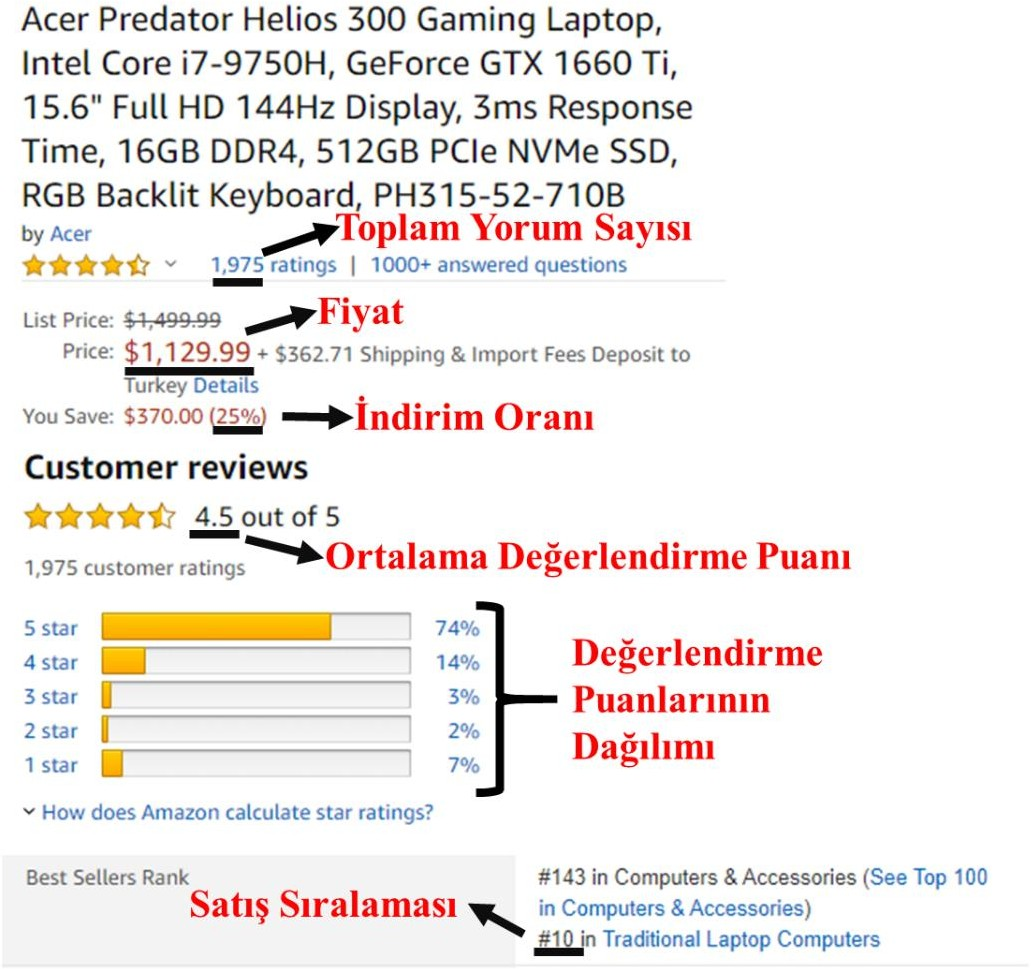 Acer Predator Helios 300 Gaming Laptop,
Intel Core i7-9750H, GeForce GTX 1660 Ti,
15.6" Full HD 144Hz Display, 3ms Response
Time, 16GB DDR4, 512GB PCIe NVMe SSD,
RGB Backlit Keyboard, PH315-52-710B
Toplam Yorum Sayısı
by Acer
1,975 ratings | 1000+ answered questions
Fiyat
List Price: $1,499.99
Price: $1,129.99 + $362.71 Shipping & Import Fees Deposit to
Turkey Details
You Save: $370.00 (25%)
İndirim Oranı
Customer reviews
4.5 out of 5
Ortalama Değerlendirme Puanı
1,975 customer ratings
5 star 74%
4 star 14%
3 star 3%
2 star 2%
1 star 7%
Değerlendirme
Puanlarının
Dağılımı
How does Amazon calculate star ratings?
Best Sellers Rank
Satış Sıralaması
#143 in Computers & Accessories (See Top 100
in Computers & Accessories)
#10 in Traditional Laptop Computers